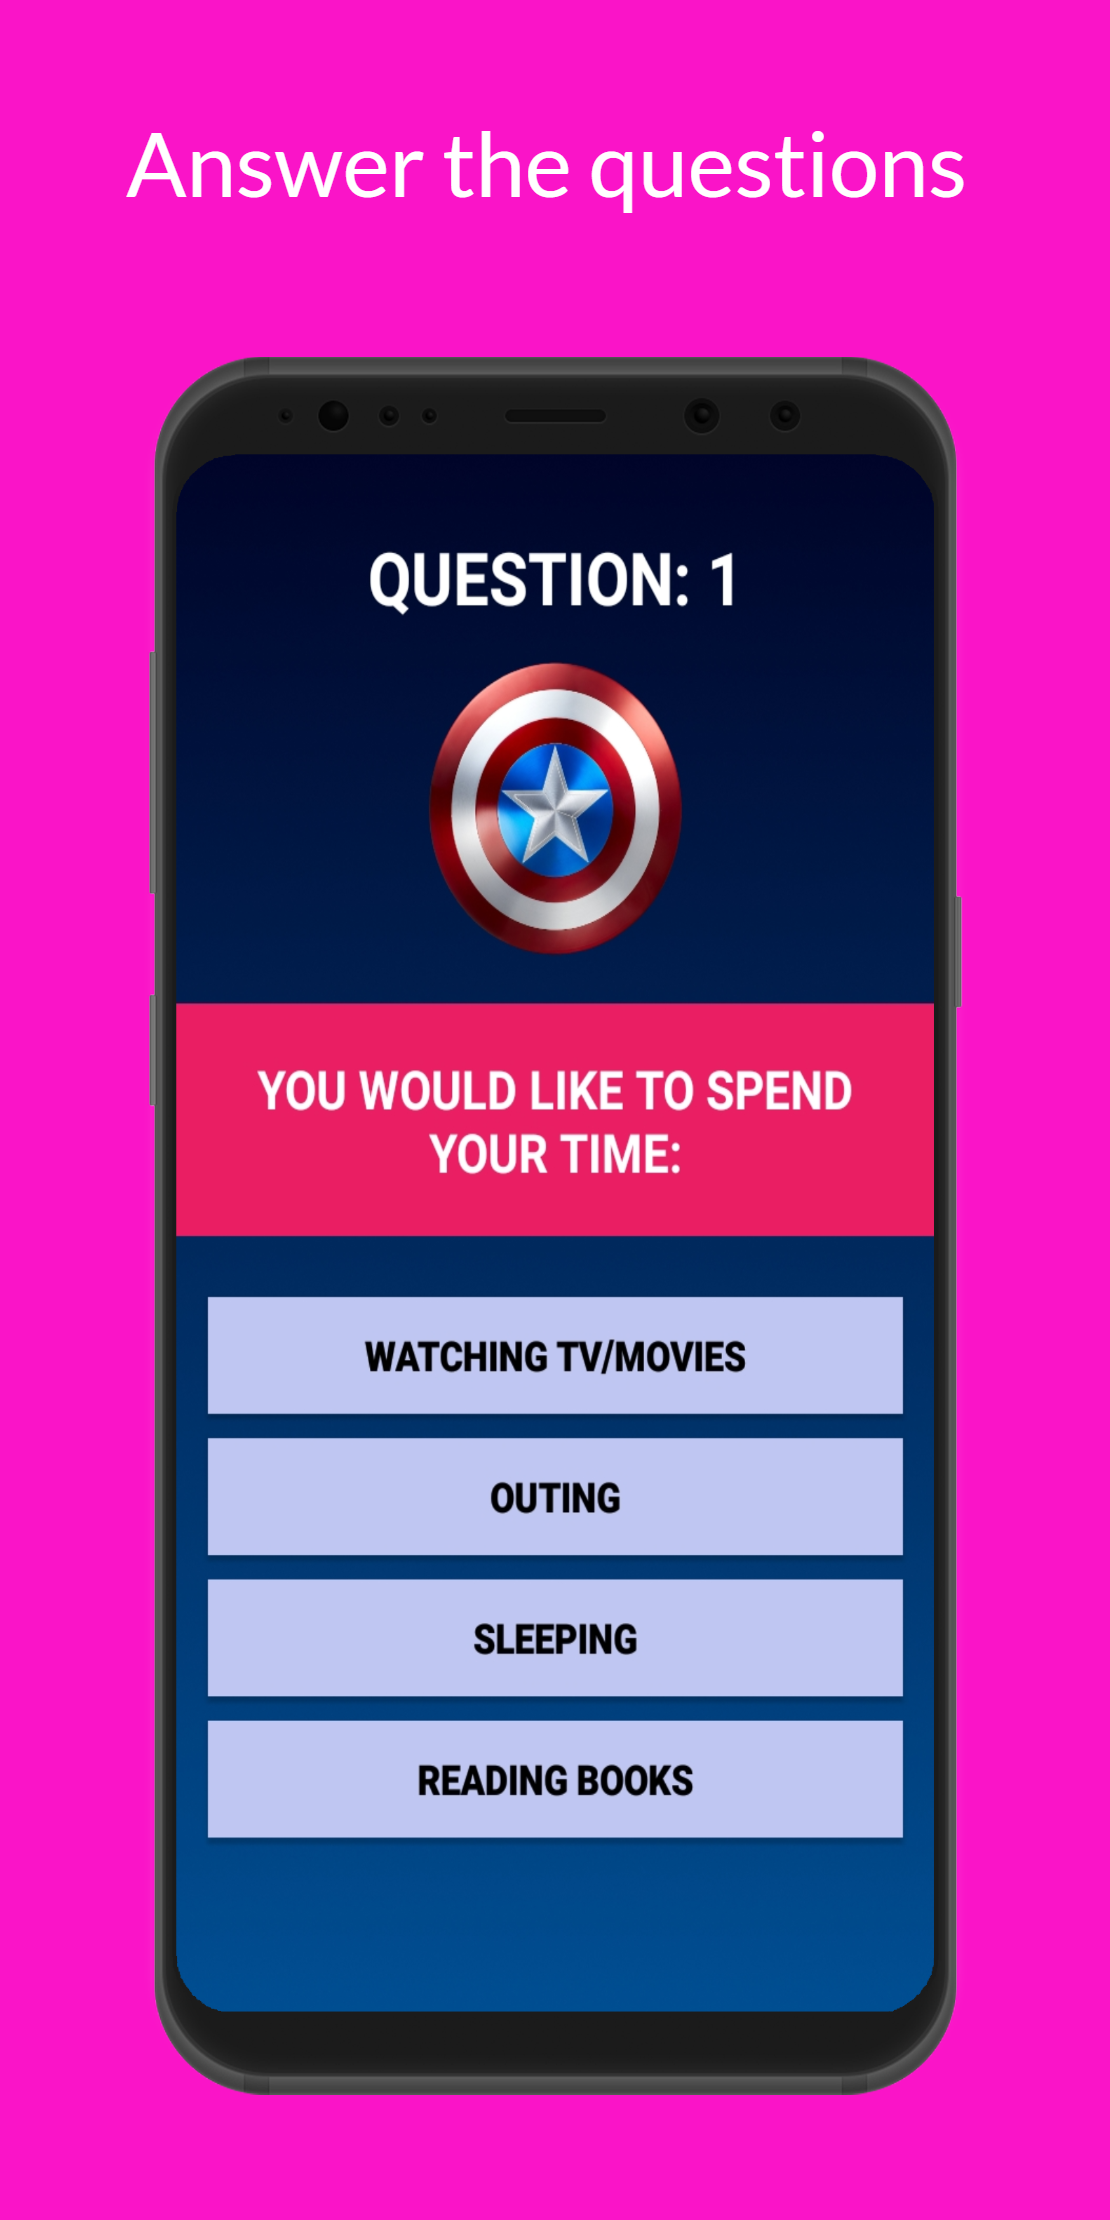 Answer the questions
QUESTION: 1
YOU WOULD LIKE TO SPEND
YOUR TIME:
WATCHING TV/MOVIES
OUTING
SLEEPING
READING BOOKS